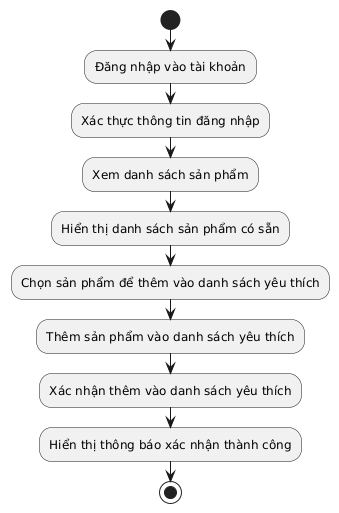 Đăng nhập vào tài khoản
Xác thực thông tin đăng nhập
Xem danh sách sản phẩm
Hiển thị danh sách sản phẩm có sẵn
Chọn sản phẩm để thêm vào danh sách yêu thích
Thêm sản phẩm vào danh sách yêu thích
Xác nhận thêm vào danh sách yêu thích
Hiển thị thông báo xác nhận thành công